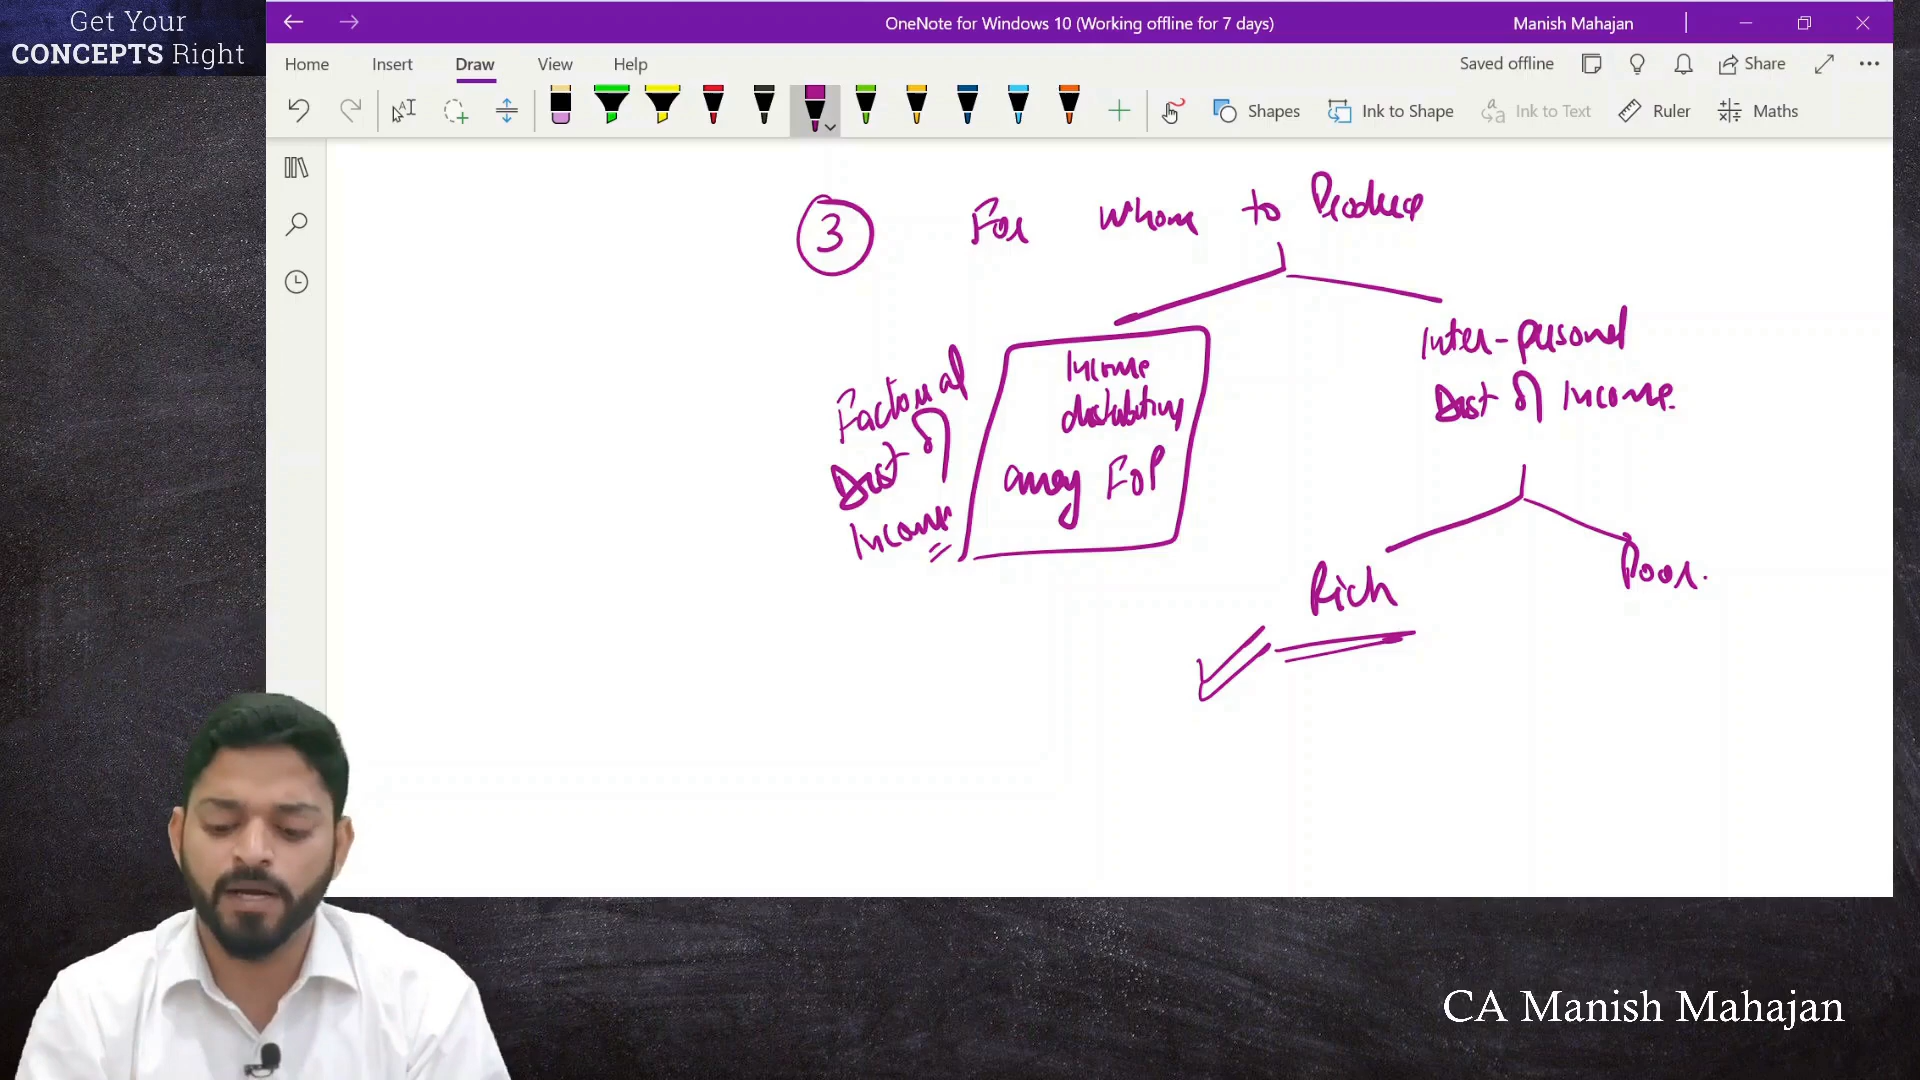 Get Your
CONCEPTS Right
OneNote for Windows 10 (Working offline for 7 days)
Manish Mahajan
Home Insert Draw View Help
Saved offline
Share
Shapes
Ink to Shape
Ink to Text
Ruler
Maths
3 For whom to Produce
Factorial
Dist of
Income
Income
distribution
among FOP
Inter-personal
Dist of Income.
Rich
Poor.
CA Manish Mahajan